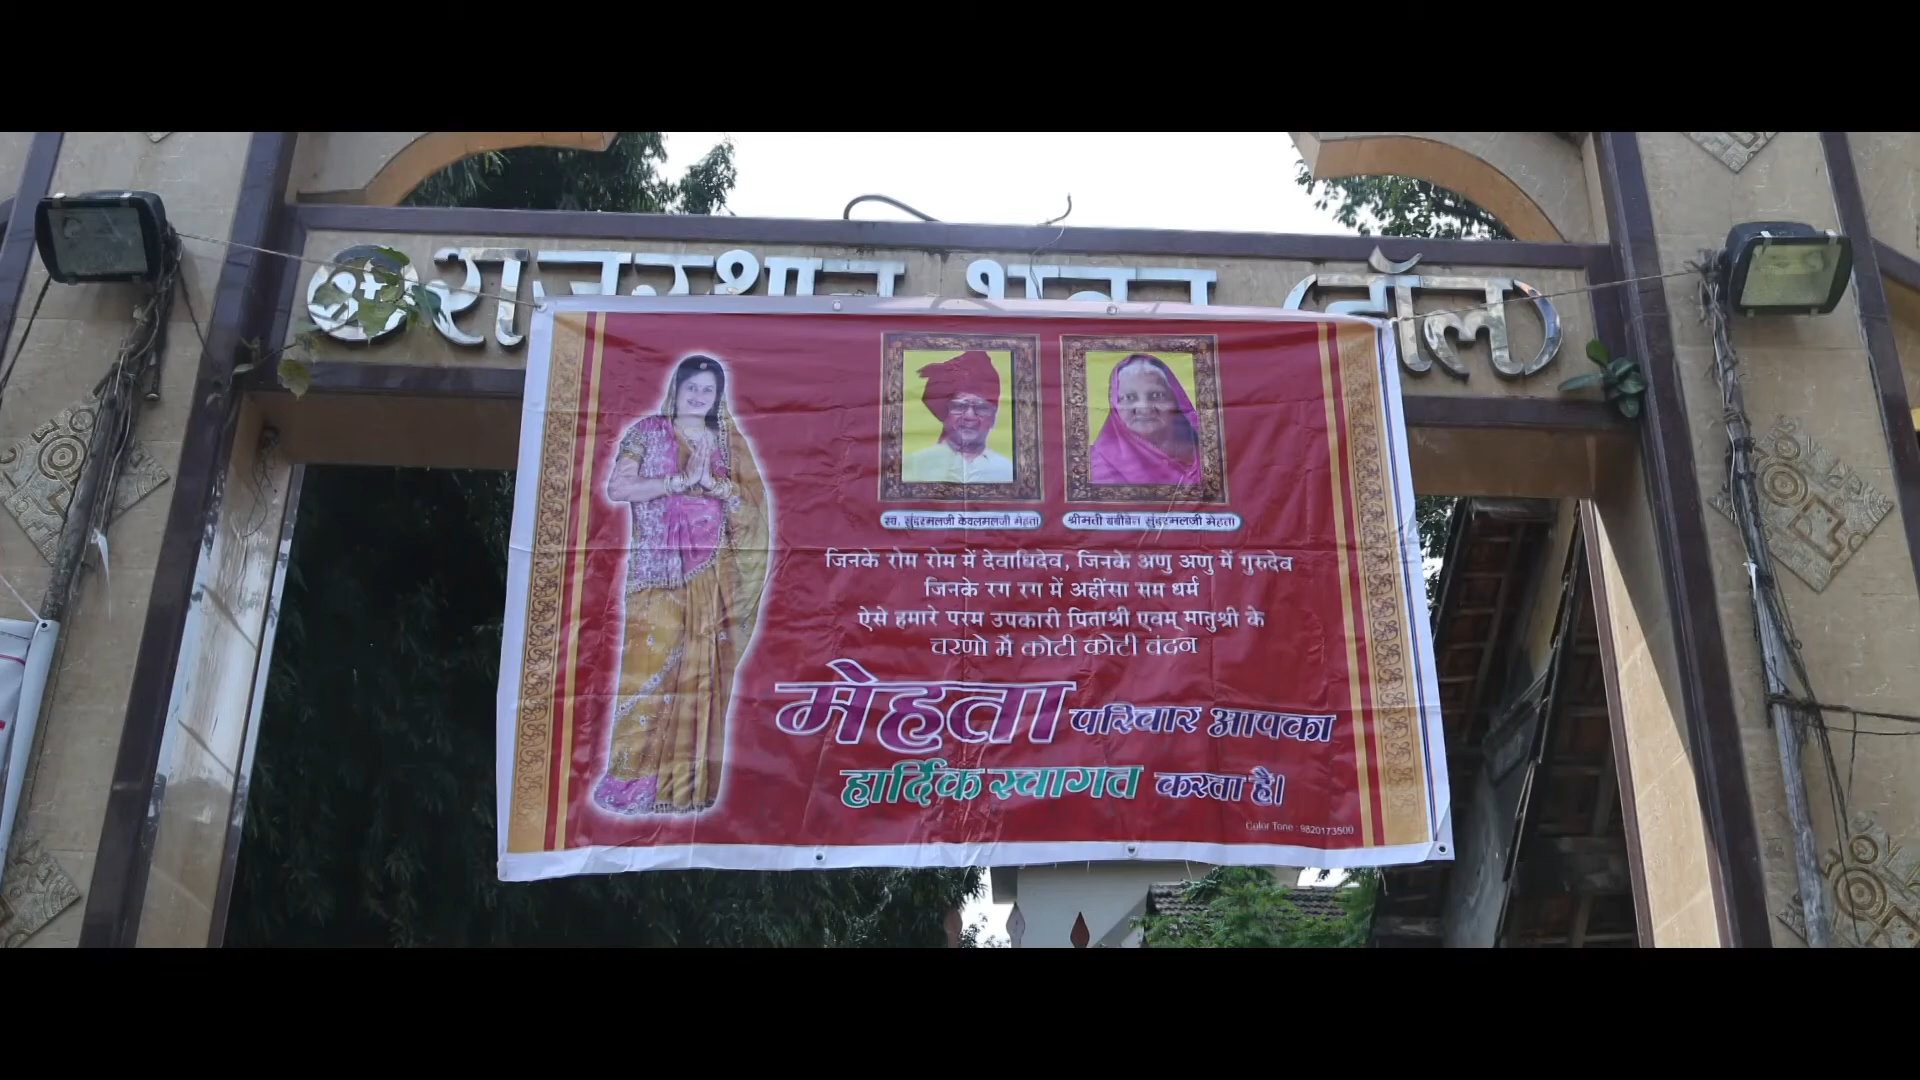 राजस्थान भवन (हॉल)
स्व. सुंदरमलजी केवलमलजी मेहता
श्रीमती बबीबेन सुंदरमलजी मेहता
जिनके रोम रोम में देवाधिदेव, जिनके अणु अणु में गुरुदेव
जिनके रग रग में अहींसा सम धर्म
ऐसे हमारे परम उपकारी पिताश्री एवम् मातुश्री के
चरणो में कोटी कोटी वंदन
मेहता परिवार आपका
हार्दिक स्वागत करता है।
Color Tone : 9820173500